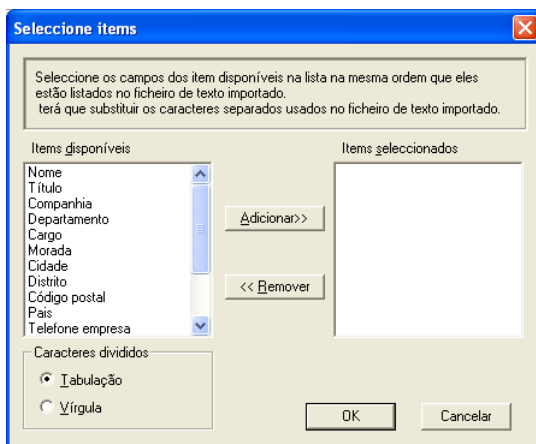 Seleccione items
Seleccione os campos dos item disponíveis na lista na mesma ordem que eles
estão listados no ficheiro de texto importado.
terá que substituir os caracteres separados usados no ficheiro de texto importado.
Items disponíveis
Nome
Título
Companhia
Departamento
Cargo
Morada
Cidade
Distrito
Código postal
Pais
Telefone empresa
Adicionar>>
<< Remover
Items seleccionados
Caracteres divididos
Tabulação
Vírgula
OK
Cancelar